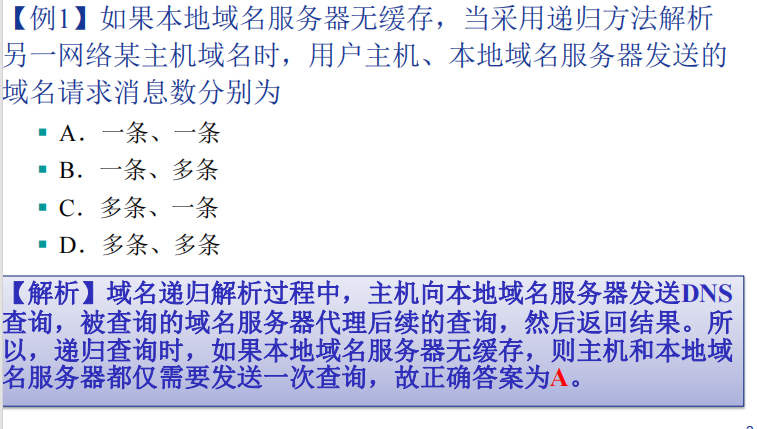 【例1】如果本地域名服务器无缓存，当采用递归方法解析
另一网络某主机域名时，用户主机、本地域名服务器发送的
域名请求消息数分别为
A．一条、一条
B．一条、多条
C．多条、一条
D．多条、多条
【解析】域名递归解析过程中，主机向本地域名服务器发送DNS
查询，被查询的域名服务器代理后续的查询，然后返回结果。所
以，递归查询时，如果本地域名服务器无缓存，则主机和本地域
名服务器都仅需要发送一次查询，故正确答案为A。